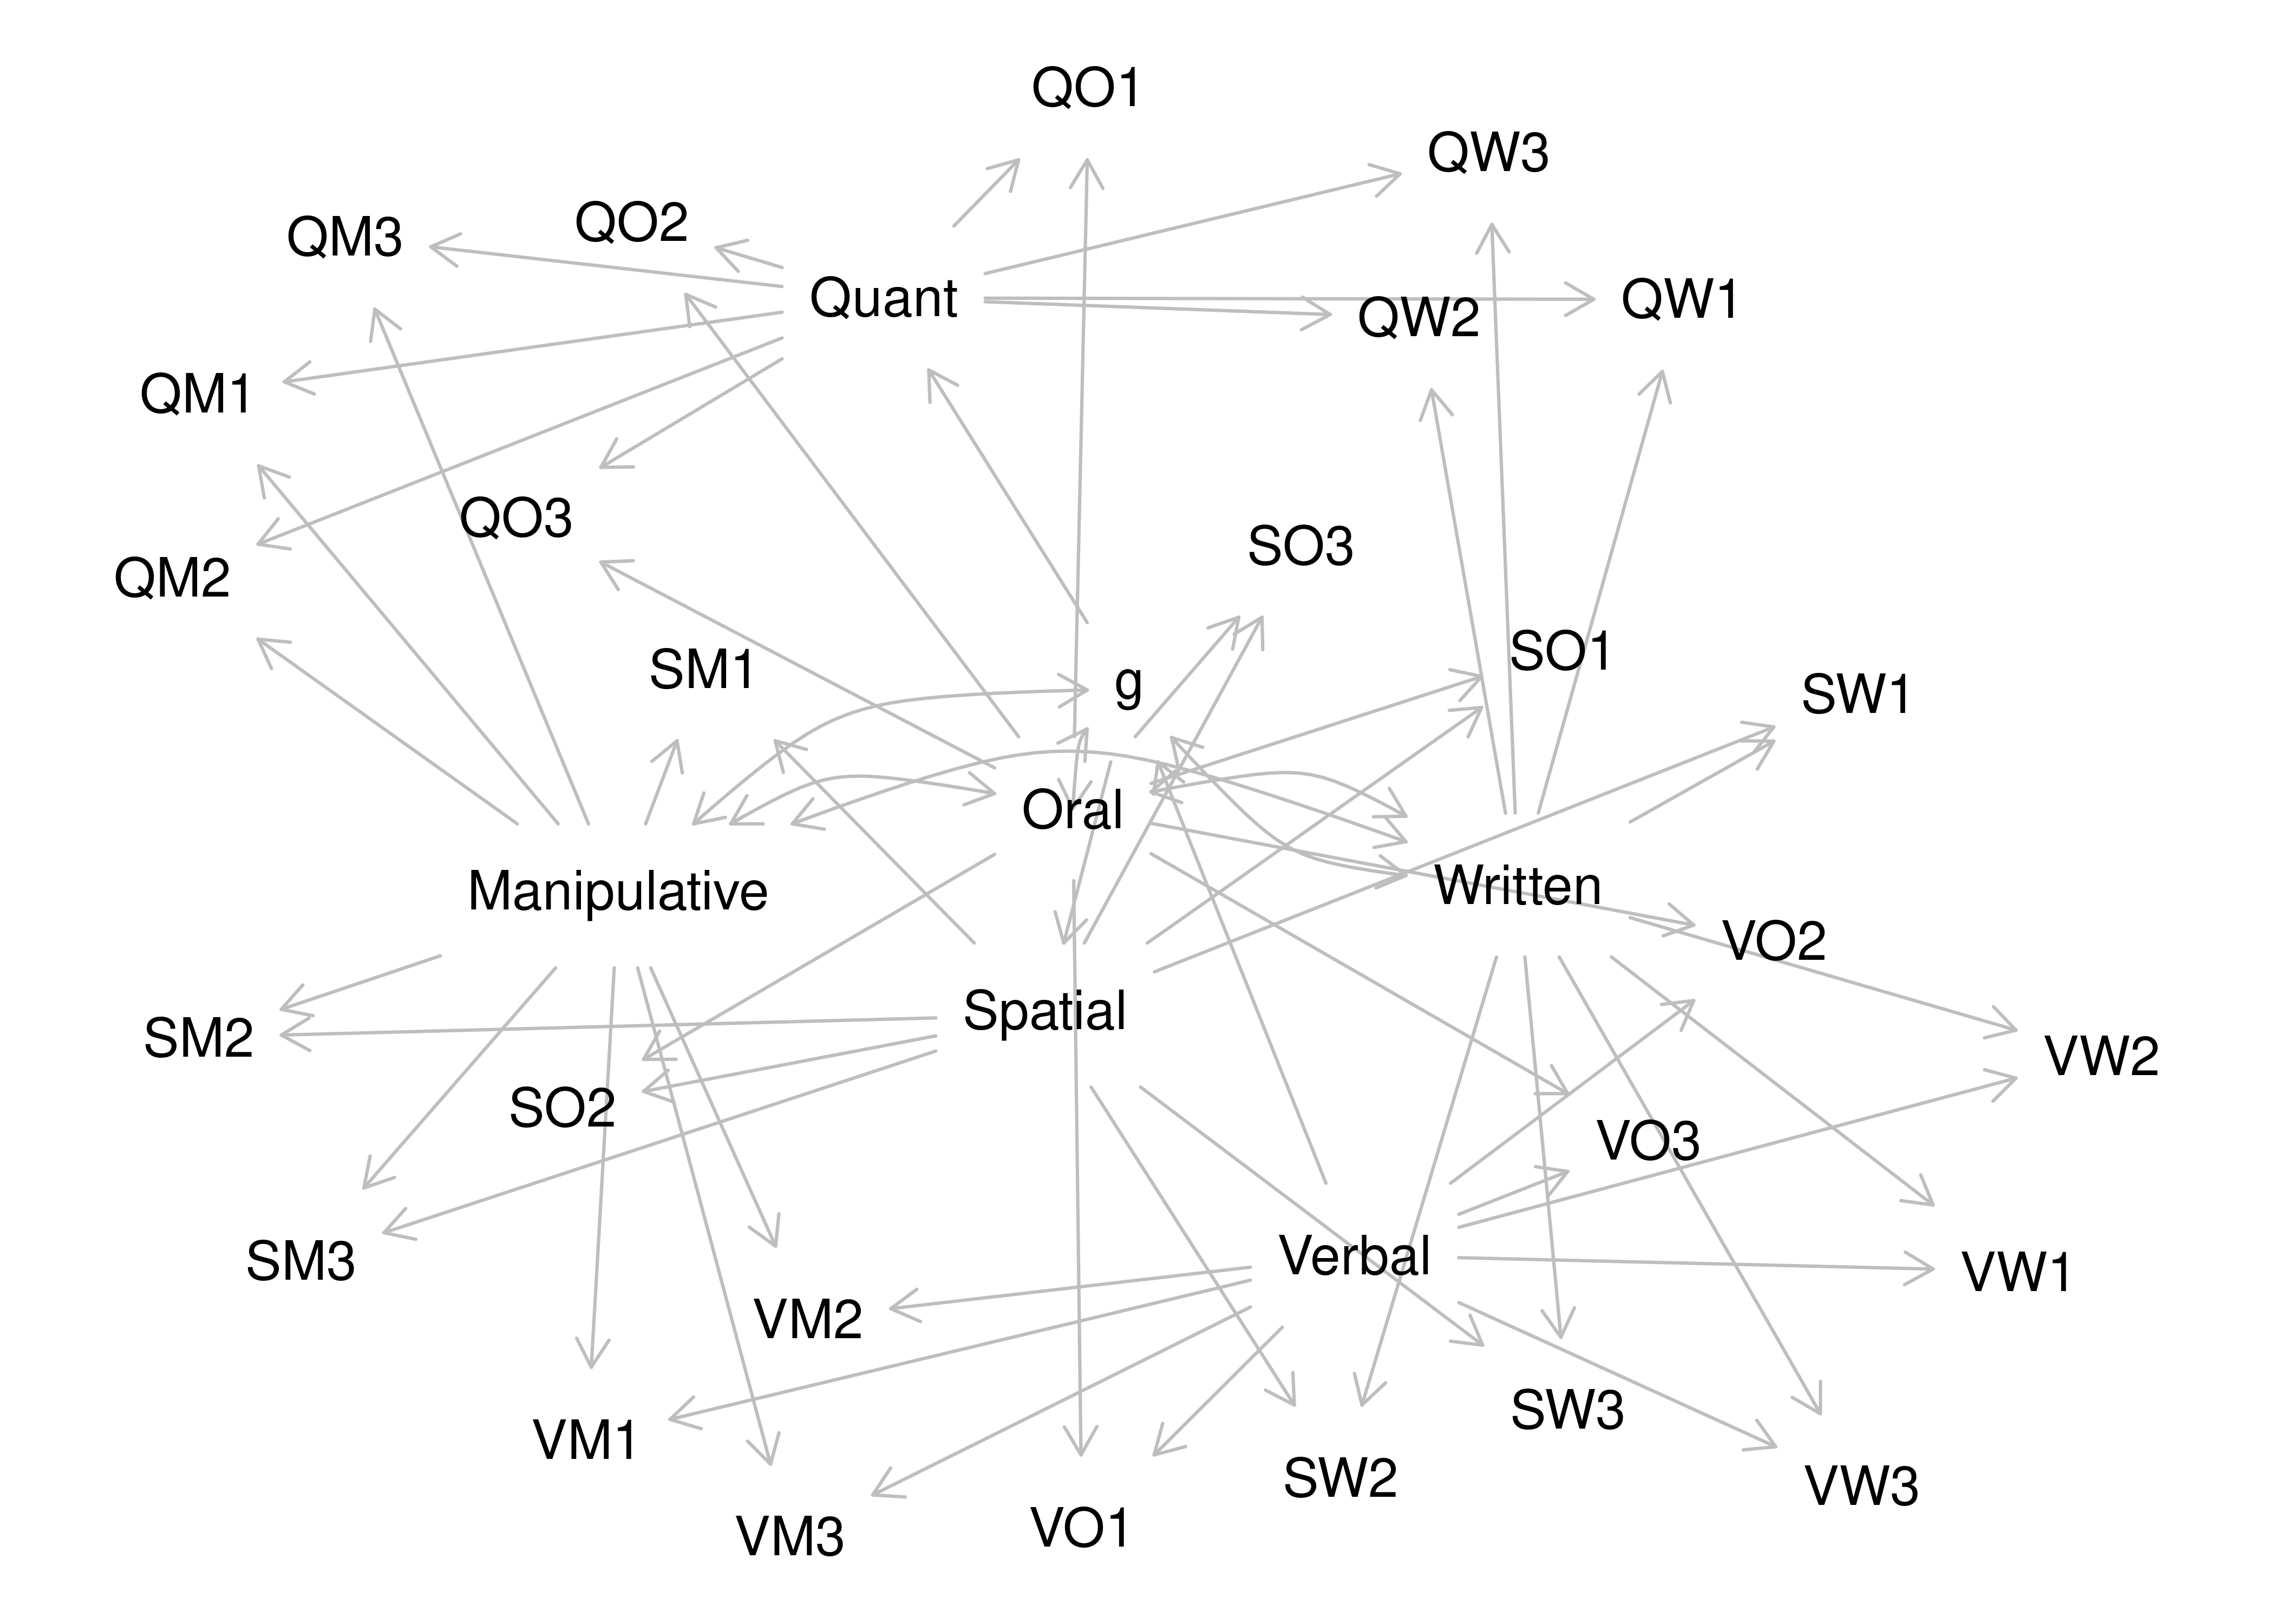 QO1
QW3
QO2
QM3
Quant
QW1
QW2
QM1
QO3
SO3
QM2
SO1
SM1
g
SW1
Oral
Written
Manipulative
VO2
Spatial
SM2
VW2
SO2
VO3
Verbal
SM3
VW1
VM2
SW3
VM1
SW2
VW3
VO1
VM3